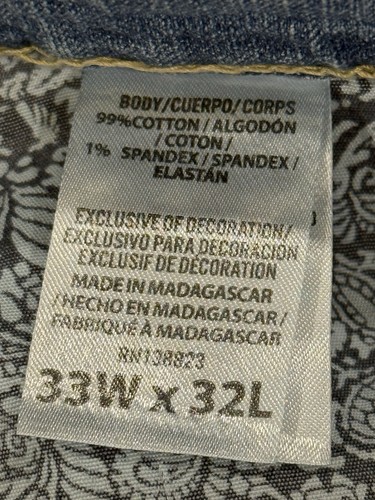 BODY/CUERPO/CORPS
99%COTTON / ALGODÓN
/ COTON /
1% SPANDEX / SPANDEX /
ELASTÁN
EXCLUSIVE OF DECORATION/
EXCLUSIVO PARA DECORACIÓN
EXCLUSIF DE DÉCORATION
MADE IN MADAGASCAR
/ HECHO EN MADAGASCAR /
FABRIQUÉ À MADAGASCAR
RN138823
33W x 32L